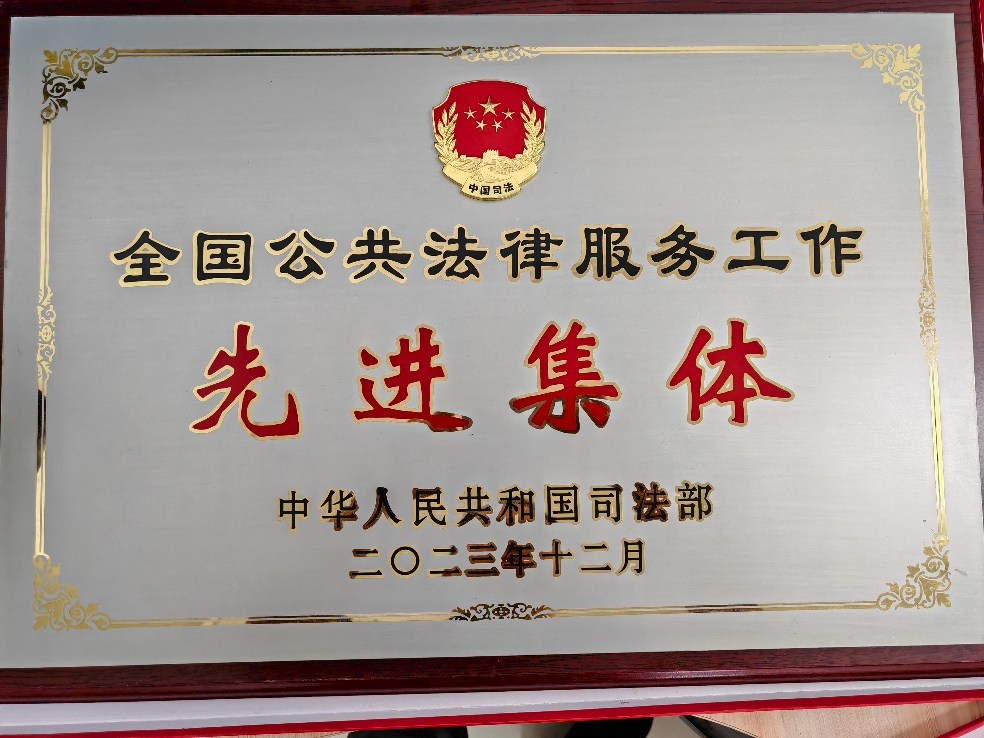 中国司法
全国公共法律服务工作
先进集体
中华人民共和国司法部
二〇二三年十二月